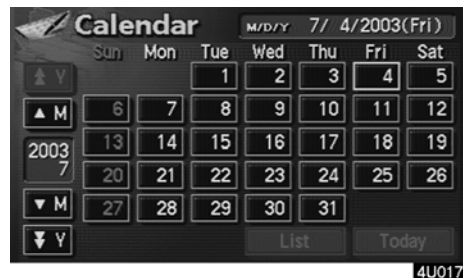 Calendar M/D/Y 7/ 4/2003(Fri)
Sun Mon Tue Wed Thu Fri Sat
Y 1 2 3 4 5
M 6 7 8 9 10 11 12
2003 13 14 15 16 17 18 19
7 20 21 22 23 24 25 26
M 27 28 29 30 31
Y List Today
4U017